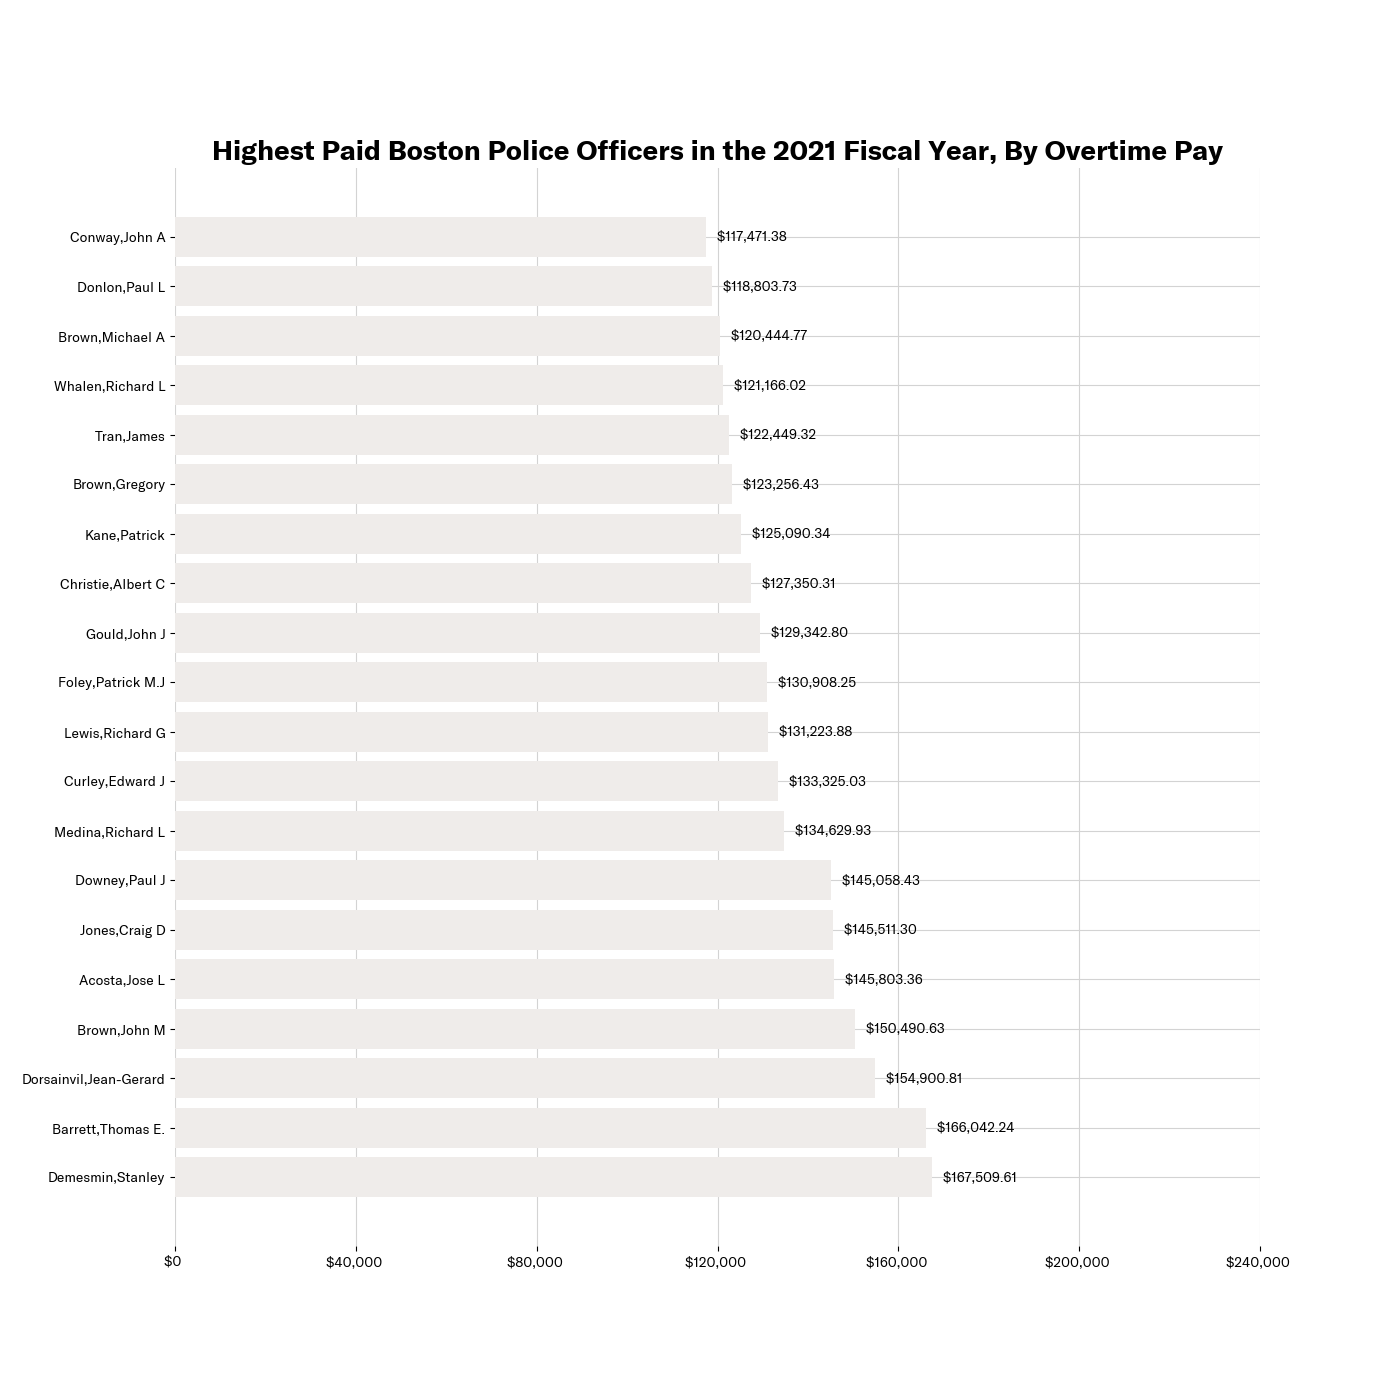 Highest Paid Boston Police Officers in the 2021 Fiscal Year, By Overtime Pay
Conway,John A $117,471.38
Donlon,Paul L $118,803.73
Brown,Michael A $120,444.77
Whalen,Richard L $121,166.02
Tran,James $122,449.32
Brown,Gregory $123,256.43
Kane,Patrick $125,090.34
Christie,Albert C $127,350.31
Gould,John J $129,342.80
Foley,Patrick M.J $130,908.25
Lewis,Richard G $131,223.88
Curley,Edward J $133,325.03
Medina,Richard L $134,629.93
Downey,Paul J $145,058.43
Jones,Craig D $145,511.30
Acosta,Jose L $145,803.36
Brown,John M $150,490.63
Dorsainvil,Jean-Gerard $154,900.81
Barrett,Thomas E. $166,042.24
Demesmin,Stanley $167,509.61
$0 $40,000 $80,000 $120,000 $160,000 $200,000 $240,000